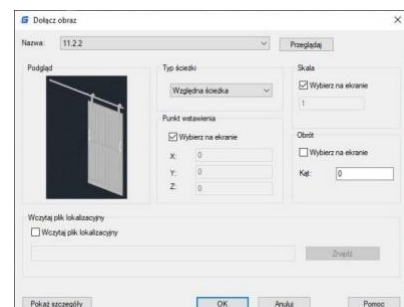 Dołącz obraz
Nazwa: 11.2.2 Przeglądaj
Podgląd
Typ ścieżki
Względna ścieżka
Skala
Wybierz na ekranie
1
Punkt wstawienia
Wybierz na ekranie
X: 0
Y: 0
Z: 0
Obrót
Wybierz na ekranie
Kąt: 0
Wczytaj plik lokalizacyjny
Wczytaj plik lokalizacyjny
Znajdź
Pokaż szczegóły OK Anuluj Pomoc